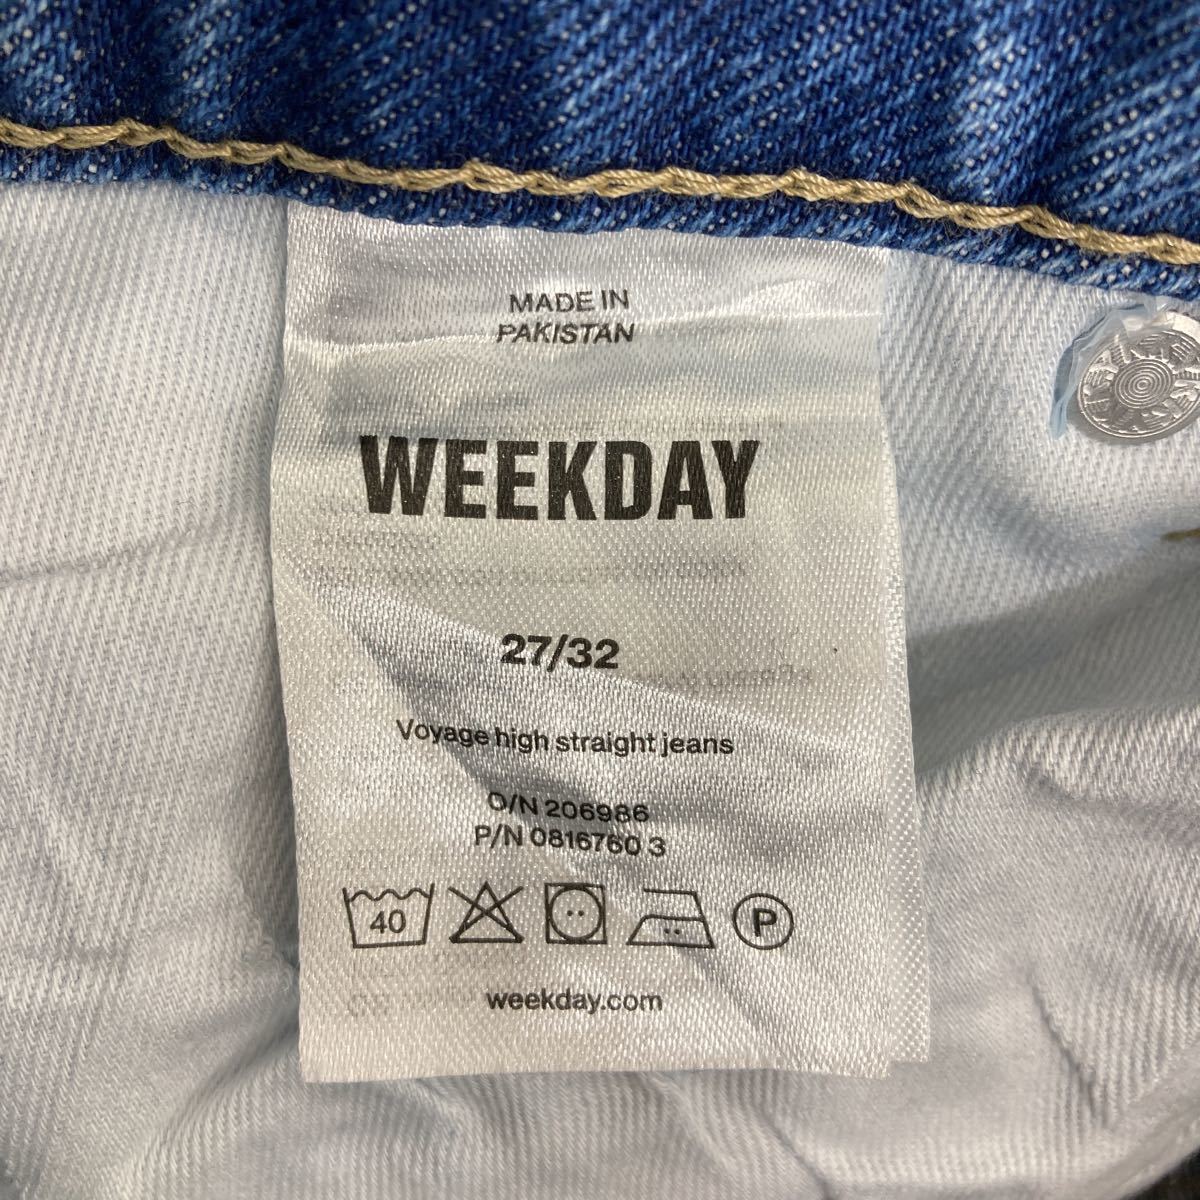 MADE IN
PAKISTAN
WEEKDAY
27/32
Voyage high straight jeans
O/N 206986
P/N 0816760 3
40
P
weekday.com